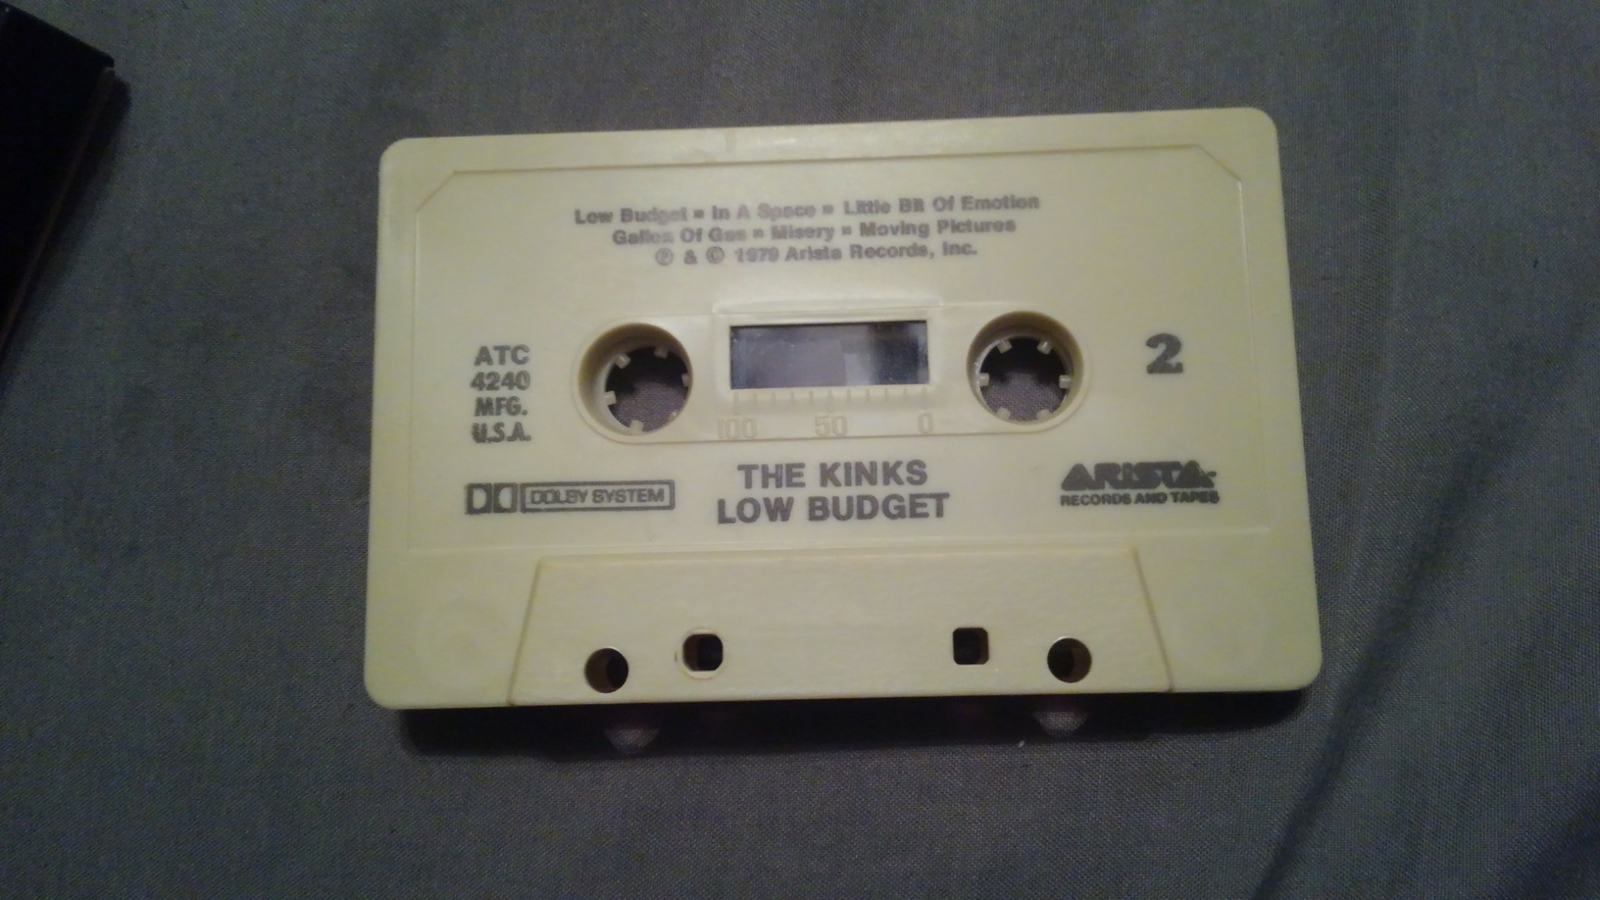 Low Budget ■ In A Space ■ Little Bit Of Emotion
Gallon Of Gas ■ Misery ■ Moving Pictures
Ⓟ & © 1979 Arista Records, Inc.
ATC
4240
MFG.
U.S.A.
2
100 50 0
DOLBY SYSTEM
THE KINKS
LOW BUDGET
ARISTA
RECORDS AND TAPES